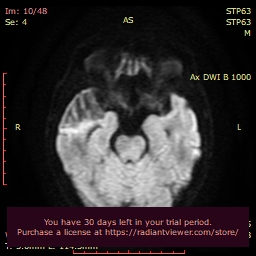 Im: 10/48
Se: 4
STP63
STP63
M
AS
Ax DWI B 1000
R
L
You have 30 days left in your trial period.
Purchase a license at https://radiantviewer.com/store/